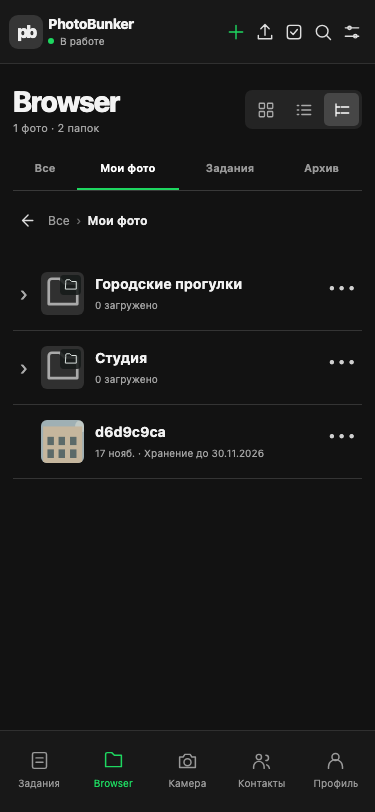 pb
PhotoBunker
В работе
Browser
1 фото · 2 папок
Все
Мои фото
Задания
Архив
Все › Мои фото
Городские прогулки
0 загружено
Студия
0 загружено
d6d9c9ca
17 нояб. · Хранение до 30.11.2026
Задания
Browser
Камера
Контакты
Профиль